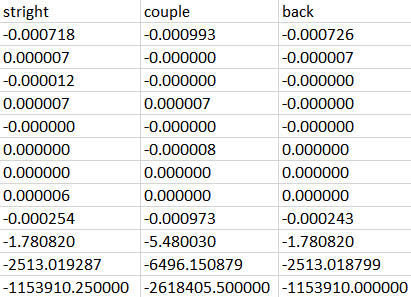 stright couple back
-0.000718 -0.000993 -0.000726
0.000007 -0.000000 -0.000007
-0.000012 -0.000000 -0.000000
0.000007 0.000007 -0.000000
-0.000000 -0.000000 -0.000000
0.000000 -0.000008 0.000000
0.000000 0.000000 0.000000
0.000006 0.000000 0.000000
-0.000254 -0.000973 -0.000243
-1.780820 -5.480030 -1.780820
-2513.019287 -6496.150879 -2513.018799
-1153910.250000 -2618405.500000 -1153910.000000